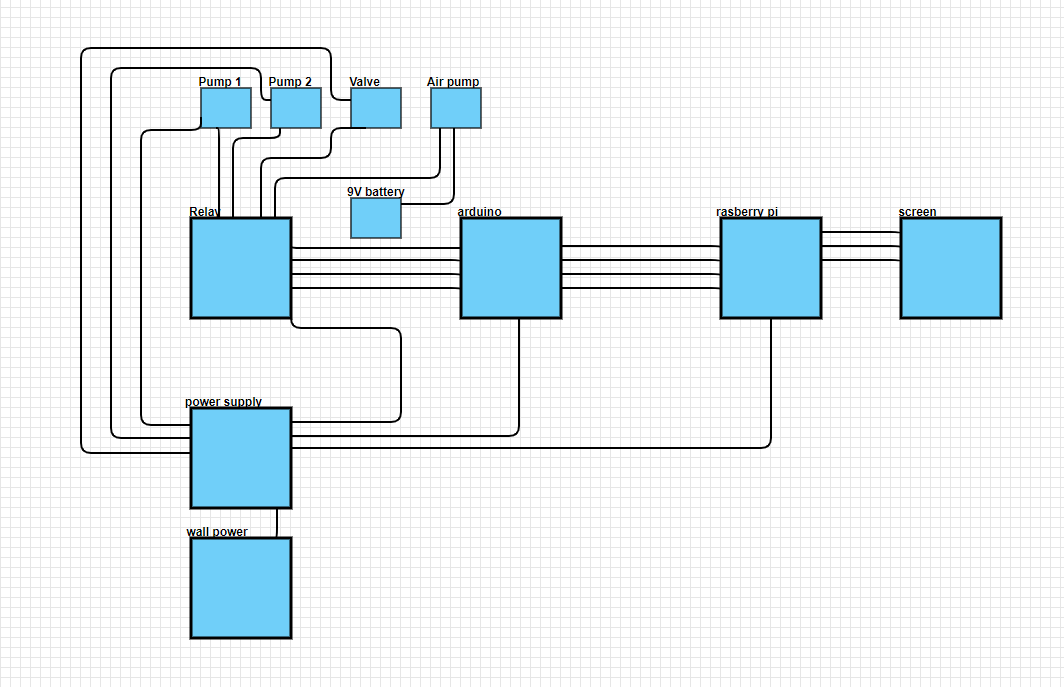 Pump 1
Pump 2
Valve
Air pump
9V battery
Relay
arduino
rasberry pi
screen
power supply
wall power